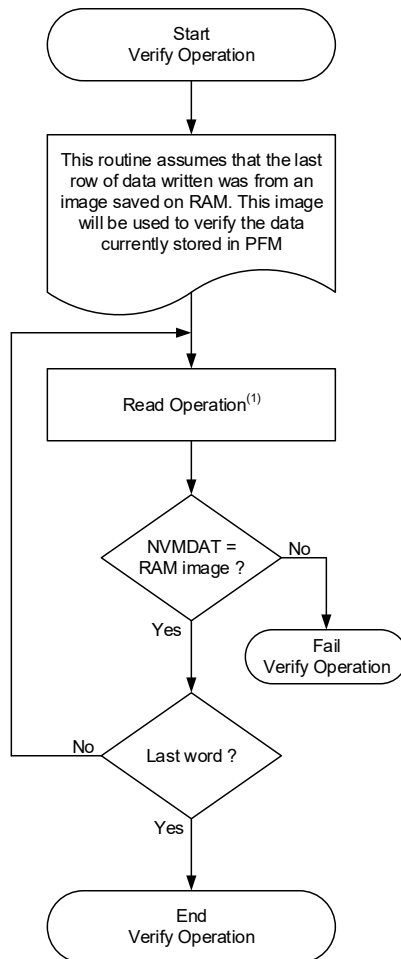 Start
Verify Operation
This routine assumes that the last
row of data written was from an
image saved on RAM. This image
will be used to verify the data
currently stored in PFM
Read Operation(1)
NVMDAT =
RAM image ?
No
Yes
Fail
Verify Operation
Last word ?
No
Yes
End
Verify Operation